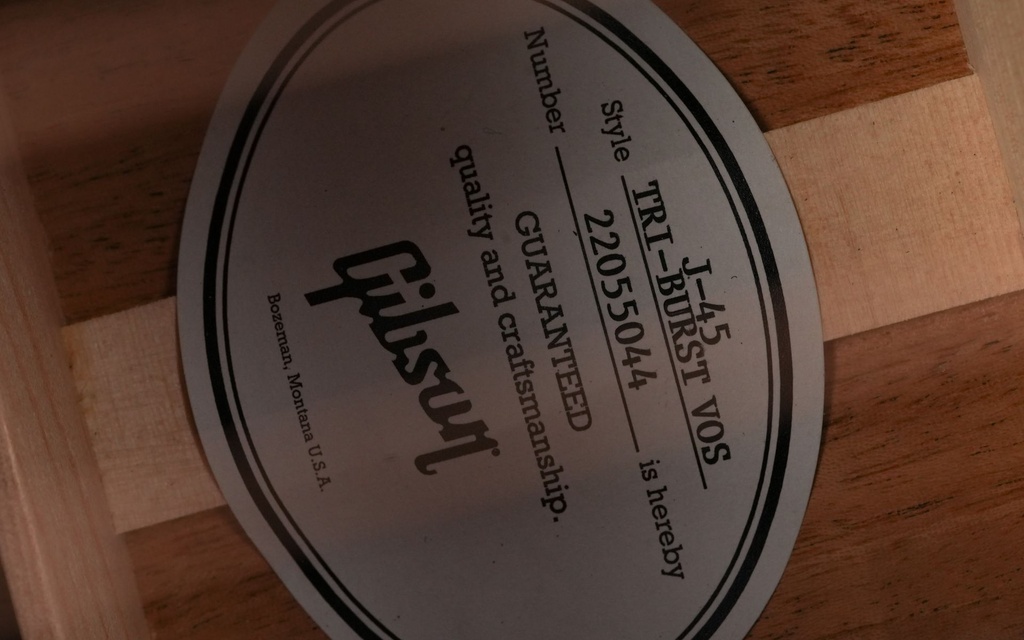 J-45
Style TRI-BURST VOS
Number 22055044 is hereby
GUARANTEED
quality and craftsmanship.
Gibson
Bozeman, Montana U.S.A.